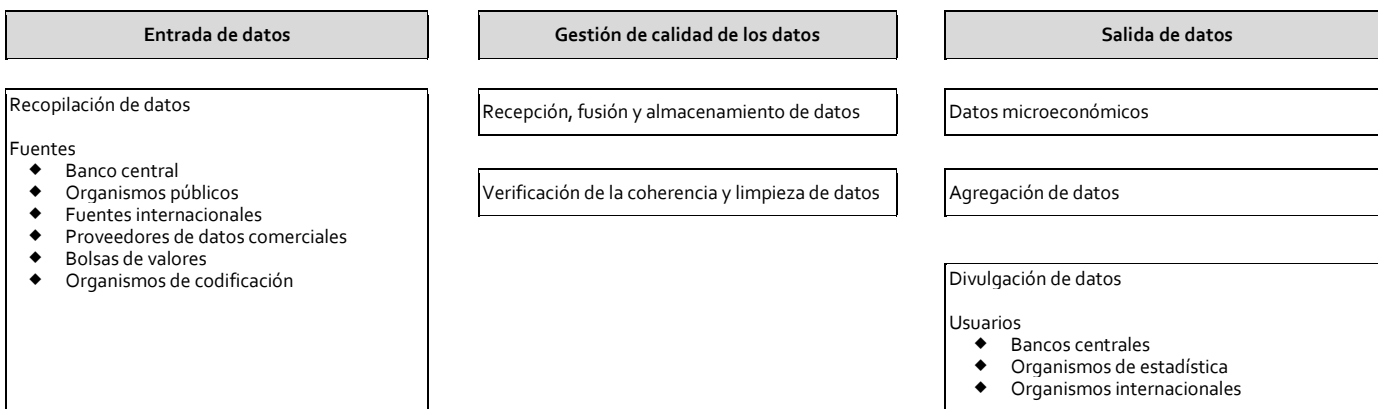 Entrada de datos
Gestión de calidad de los datos
Salida de datos
Recopilación de datos
Fuentes
◆ Banco central
◆ Organismos públicos
◆ Fuentes internacionales
◆ Proveedores de datos comerciales
◆ Bolsas de valores
◆ Organismos de codificación
Recepción, fusión y almacenamiento de datos
Verificación de la coherencia y limpieza de datos
Datos microeconómicos
Agregación de datos
Divulgación de datos
Usuarios
◆ Bancos centrales
◆ Organismos de estadística
◆ Organismos internacionales